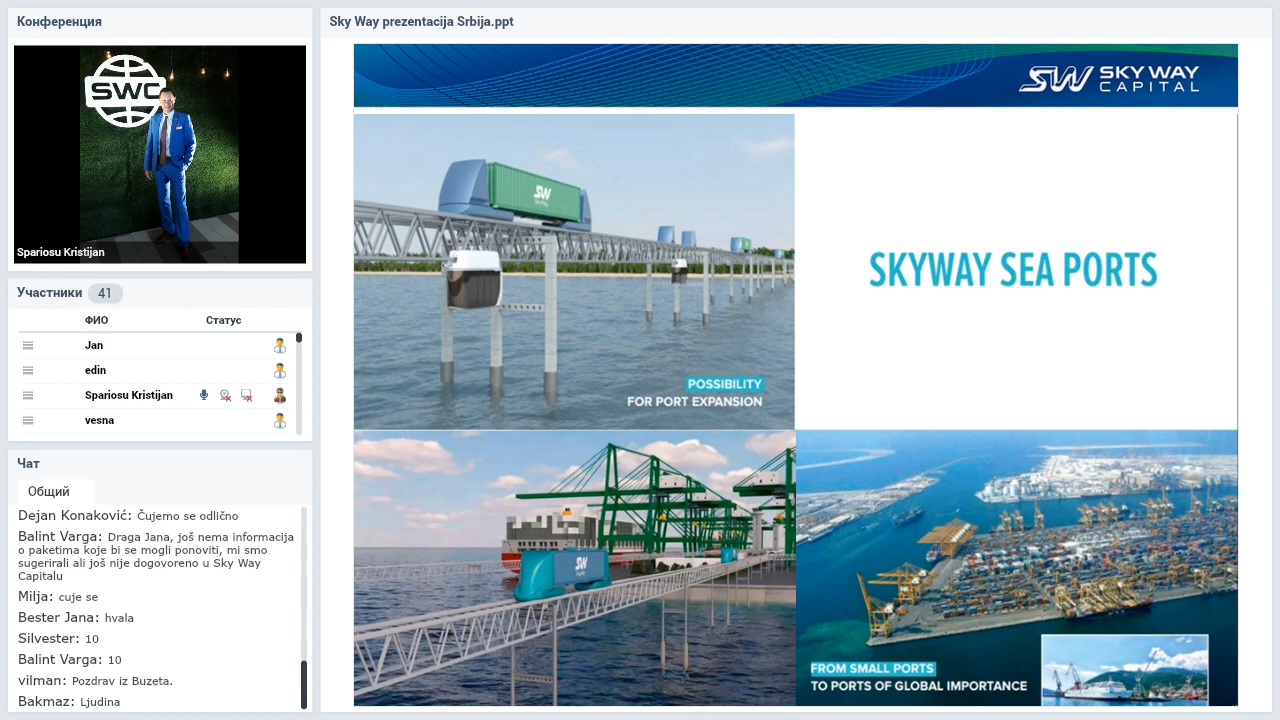 Конференция
SWC
Spariosu Kristijan
Участники 41
ФИО Статус
Jan
edin
Spariosu Kristijan
vesna
Чат
Общий
Dejan Konaković: Čujemo se odlično
Balint Varga: Draga Jana, još nema informacija
o paketima koje bi se mogli ponoviti, mi smo
sugerirali ali još nije dogovoreno u Sky Way
Capitalu
Milja: cuje se
Bester Jana: hvala
Silvester: 10
Balint Varga: 10
vilman: Pozdrav iz Buzeta.
Bakmaz: Ljudina
Sky Way prezentacija Srbija.ppt
SW SKY WAY
CAPITAL
SW
POSSIBILITY
FOR PORT EXPANSION
SKYWAY SEA PORTS
SW
FROM SMALL PORTS
TO PORTS OF GLOBAL IMPORTANCE